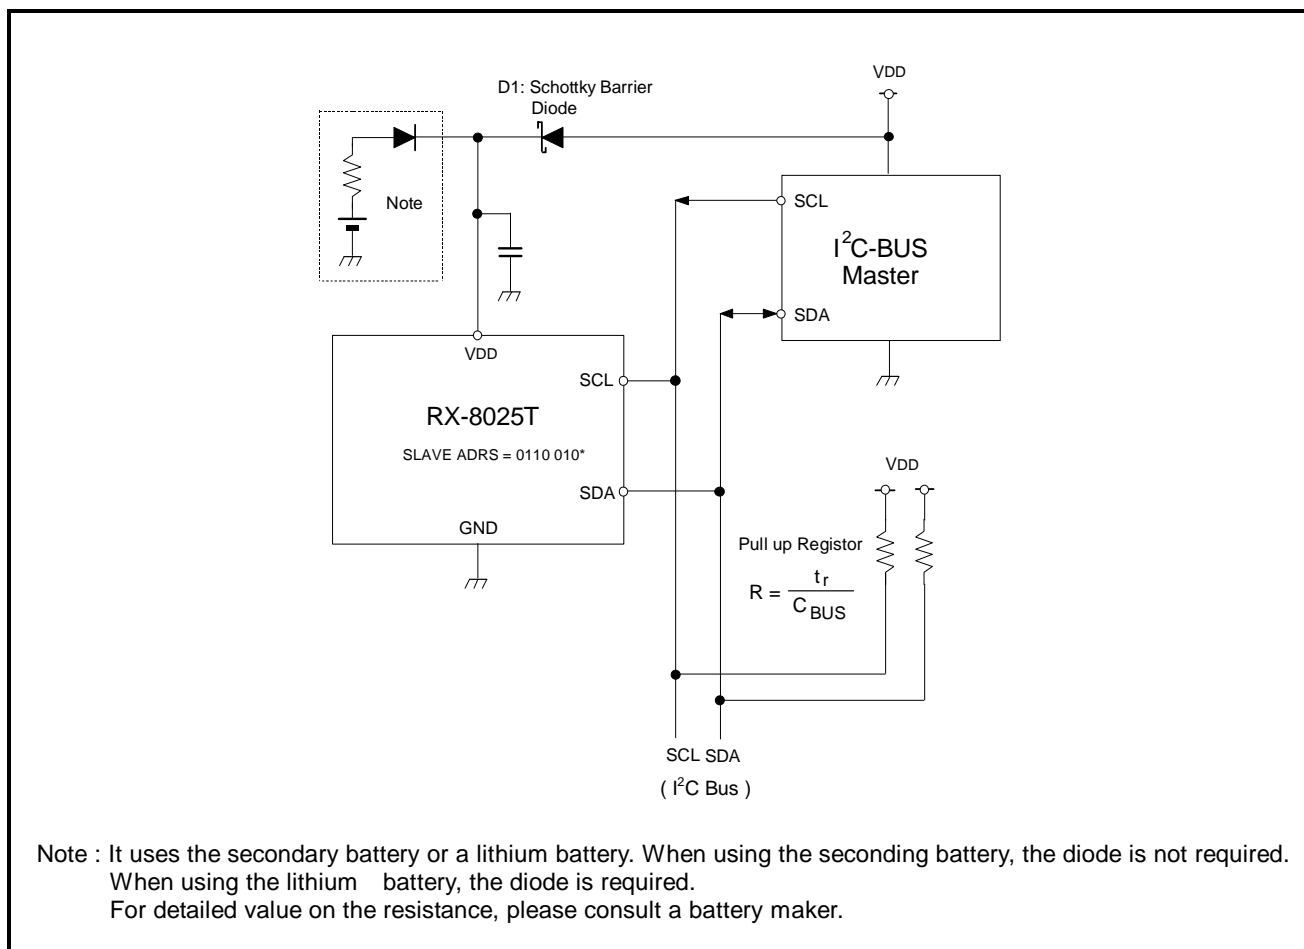 VDD
D1: Schottky Barrier
Diode
Note
SCL
I²C-BUS
Master
SDA
VDD
SCL
RX-8025T
SLAVE ADRS = 0110 010*
SDA
GND
VDD
Pull up Registor
R = tr / CBUS
SCL SDA
( I²C Bus )
Note : It uses the secondary battery or a lithium battery. When using the seconding battery, the diode is not required.
When using the lithium battery, the diode is required.
For detailed value on the resistance, please consult a battery maker.